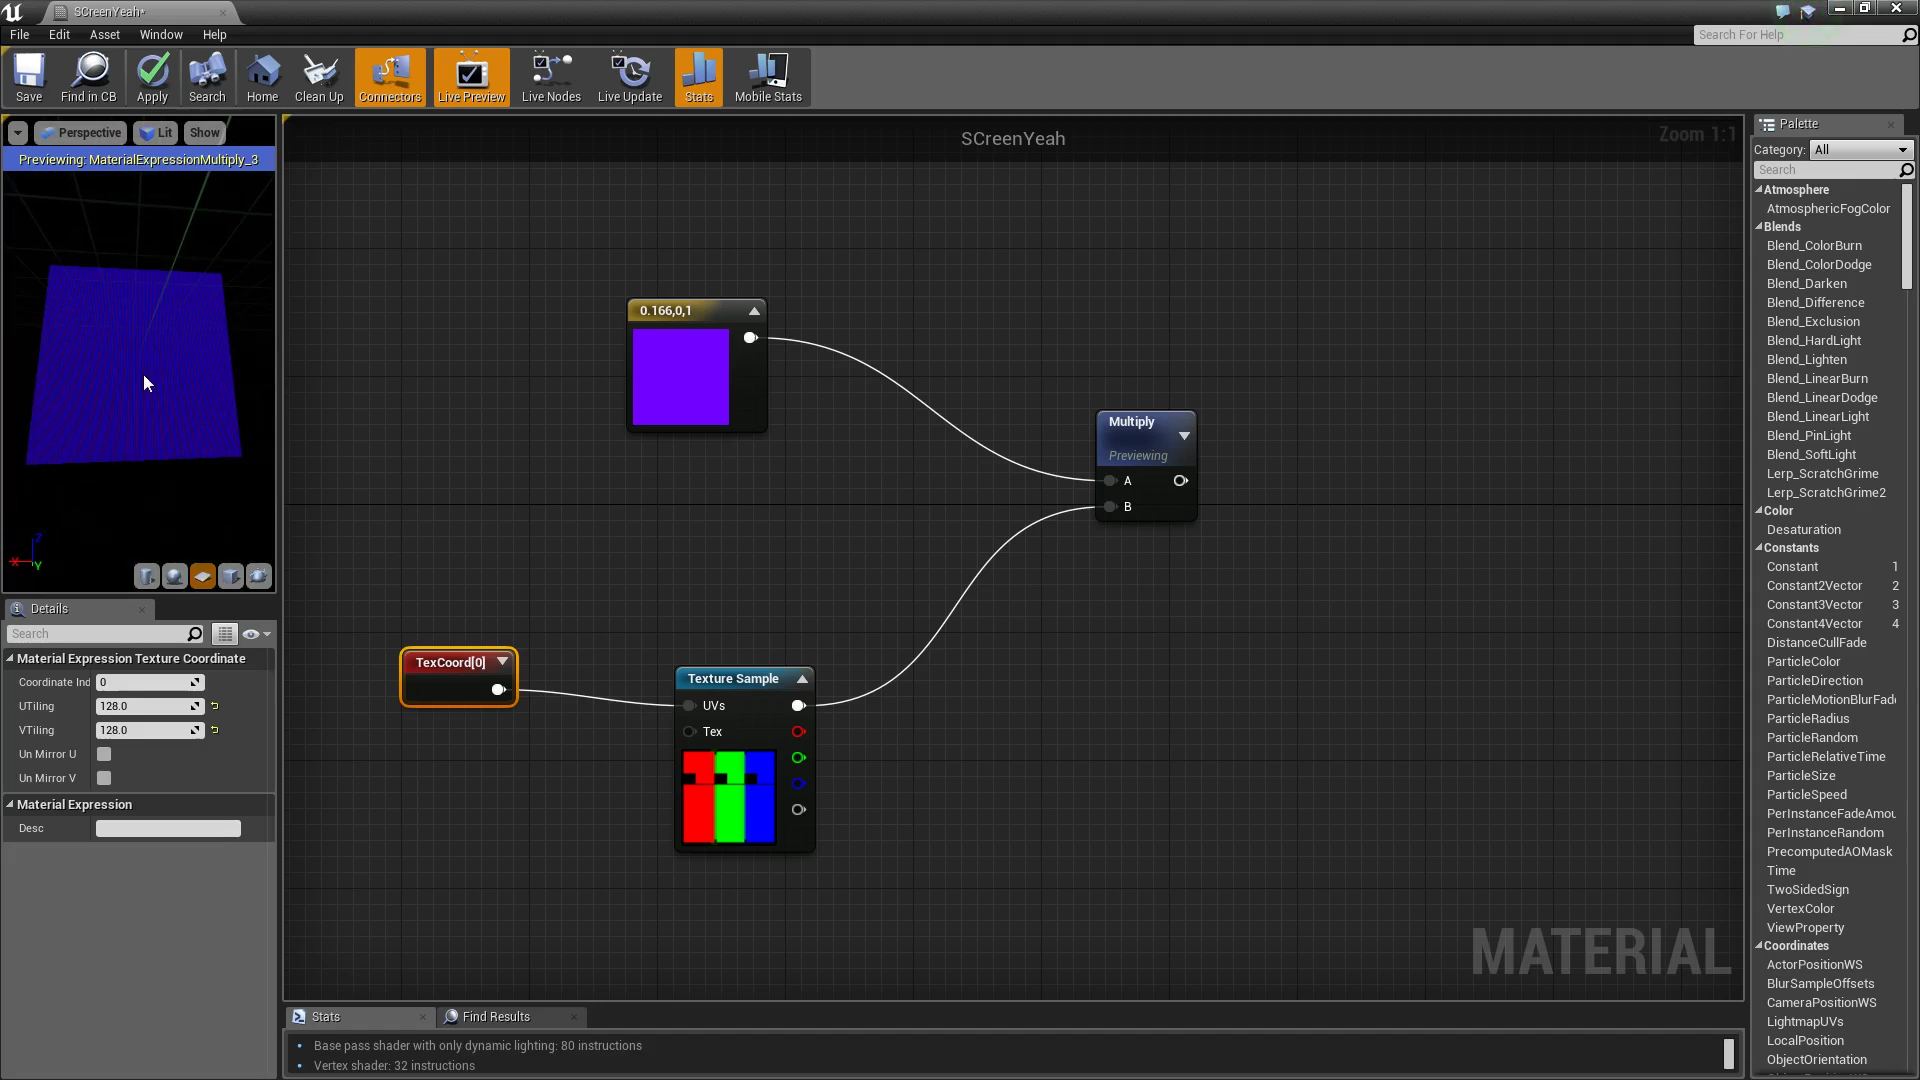 SCreenYeah*
File Edit Asset Window Help
Search For Help
Save Find in CB Apply Search Home Clean Up Connectors Live Preview Live Nodes Live Update Stats Mobile Stats
Perspective Lit Show
Previewing: MaterialExpressionMultiply_3
Z
X
Y
SCreenYeah
Zoom 1:1
0.166,0,1
Multiply
Previewing
A
B
TexCoord[0]
Texture Sample
UVs
Tex
MATERIAL
Details
Search
Material Expression Texture Coordinate
Coordinate Ind 0
UTiling 128.0
VTiling 128.0
Un Mirror U
Un Mirror V
Material Expression
Desc
Stats
Find Results
• Base pass shader with only dynamic lighting: 80 instructions
• Vertex shader: 32 instructions
Palette
Category: All
Search
Atmosphere
AtmosphericFogColor
Blends
Blend_ColorBurn
Blend_ColorDodge
Blend_Darken
Blend_Difference
Blend_Exclusion
Blend_HardLight
Blend_Lighten
Blend_LinearBurn
Blend_LinearDodge
Blend_LinearLight
Blend_PinLight
Blend_SoftLight
Lerp_ScratchGrime
Lerp_ScratchGrime2
Color
Desaturation
Constants
Constant 1
Constant2Vector 2
Constant3Vector 3
Constant4Vector 4
DistanceCullFade
ParticleColor
ParticleDirection
ParticleMotionBlurFade
ParticleRadius
ParticleRandom
ParticleRelativeTime
ParticleSize
ParticleSpeed
PerInstanceFadeAmou
PerInstanceRandom
PrecomputedAOMask
Time
TwoSidedSign
VertexColor
ViewProperty
Coordinates
ActorPositionWS
BlurSampleOffsets
CameraPositionWS
LightmapUVs
LocalPosition
ObjectOrientation